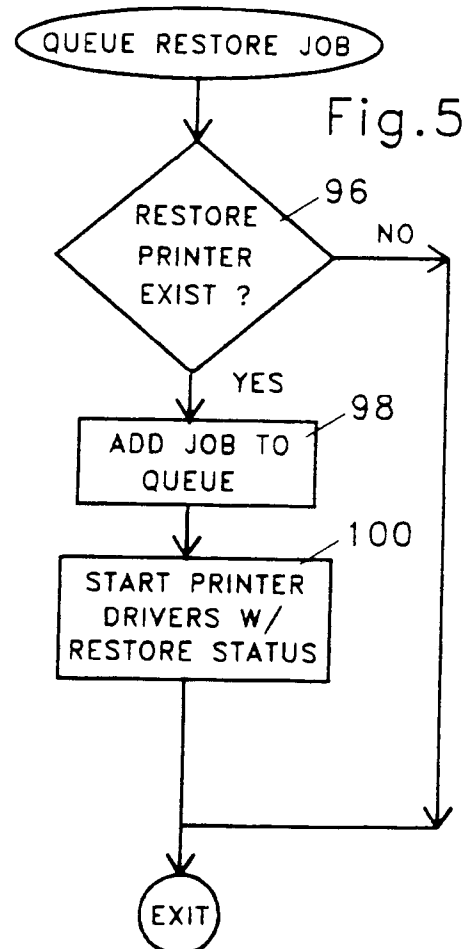 QUEUE RESTORE JOB
Fig.5
96
RESTORE
PRINTER
EXIST ?
NO
YES
98
ADD JOB TO
QUEUE
100
START PRINTER
DRIVERS W/
RESTORE STATUS
EXIT